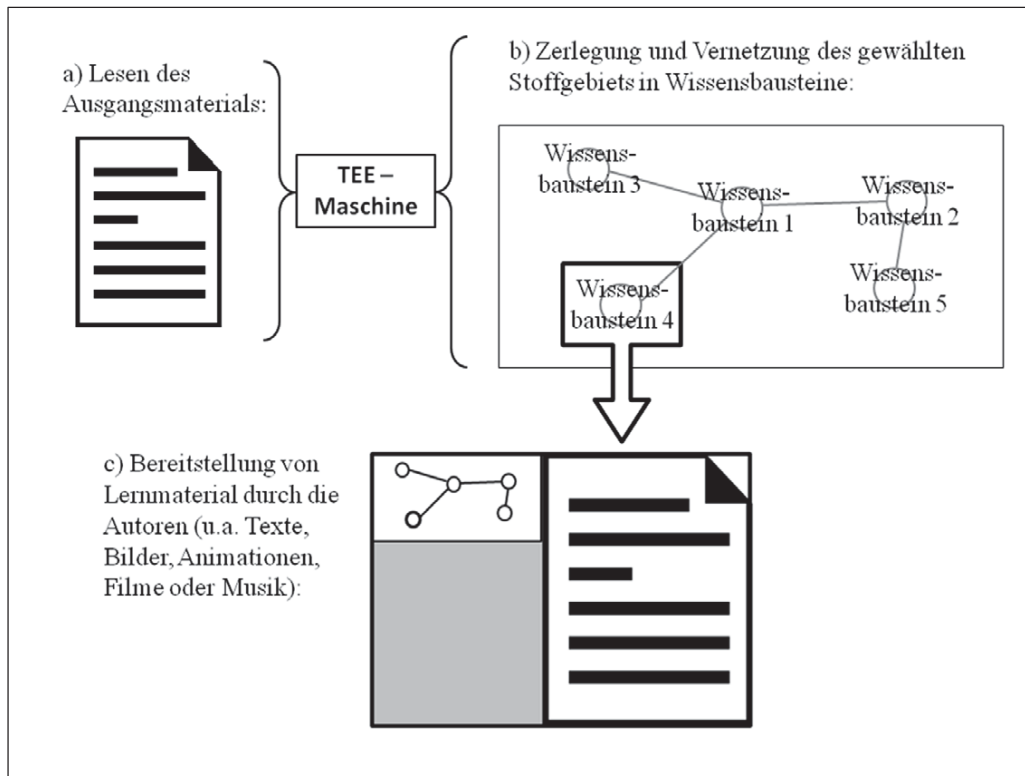 a) Lesen des
Ausgangsmaterials:
TEE –
Maschine
b) Zerlegung und Vernetzung des gewählten
Stoffgebiets in Wissensbausteine:
Wissens-
baustein 3
Wissens-
baustein 1
Wissens-
baustein 2
Wissens-
baustein 4
Wissens-
baustein 5
c) Bereitstellung von
Lernmaterial durch die
Autoren (u.a. Texte,
Bilder, Animationen,
Filme oder Musik):